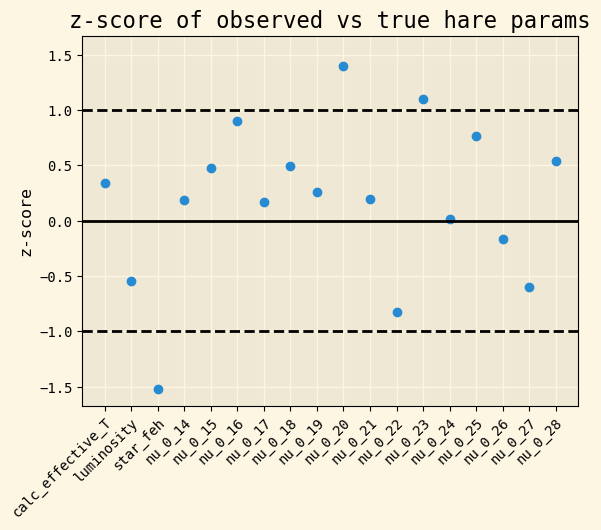 z-score of observed vs true hare params
z-score
1.5
1.0
0.5
0.0
−0.5
−1.0
−1.5
calc_effective_T
luminosity
star_feh
nu_0_14
nu_0_15
nu_0_16
nu_0_17
nu_0_18
nu_0_19
nu_0_20
nu_0_21
nu_0_22
nu_0_23
nu_0_24
nu_0_25
nu_0_26
nu_0_27
nu_0_28